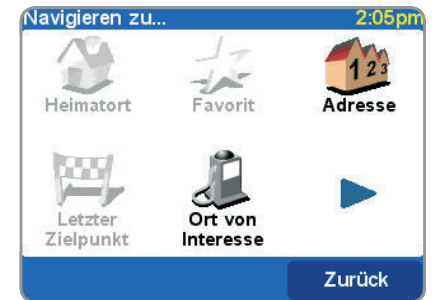 Navigieren zu...
2:05pm
Heimatort
Favorit
123
Adresse
Letzter
Zielpunkt
Ort von
Interesse
Zurück